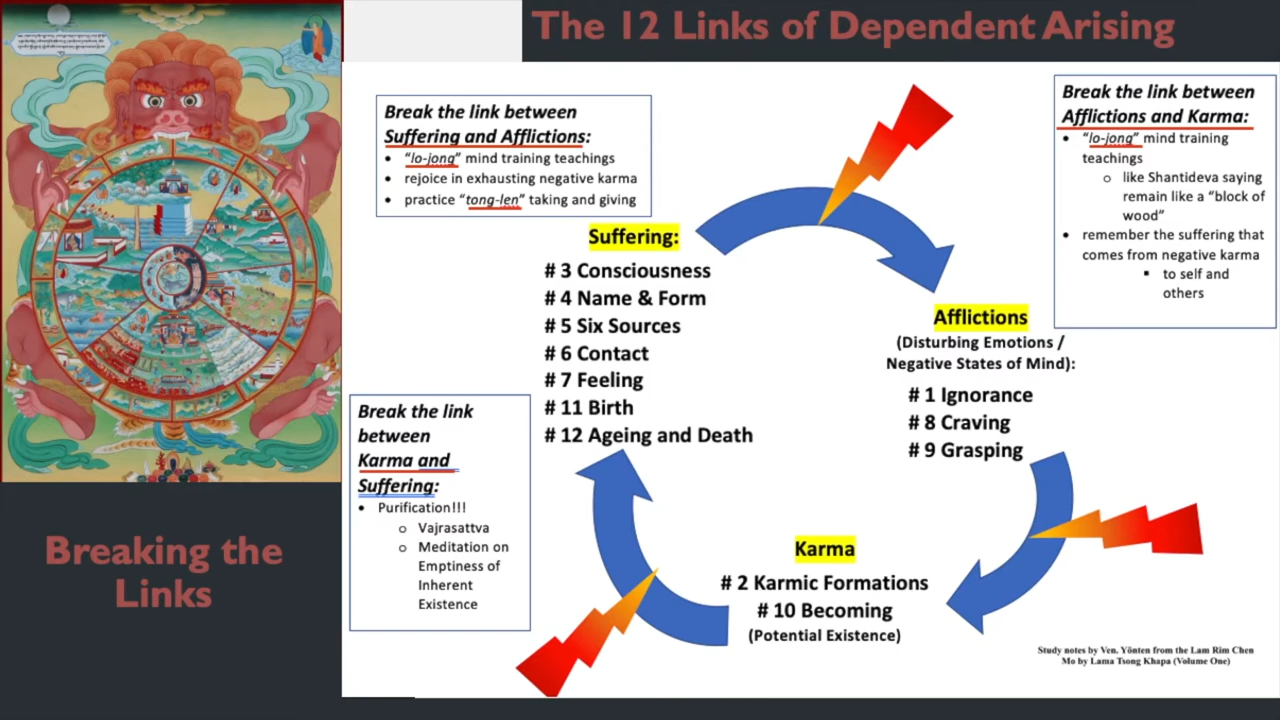 The 12 Links of Dependent Arising
Break the link between
Suffering and Afflictions:
• "lo-jong" mind training teachings
• rejoice in exhausting negative karma
• practice "tong-len" taking and giving
Break the link between
Afflictions and Karma:
• "lo-jong" mind training
teachings
o like Shantideva saying
remain like a "block of
wood"
• remember the suffering that
comes from negative karma
▪ to self and
others
Suffering:
# 3 Consciousness
# 4 Name & Form
# 5 Six Sources
# 6 Contact
# 7 Feeling
# 11 Birth
# 12 Ageing and Death
Afflictions
(Disturbing Emotions /
Negative States of Mind):
# 1 Ignorance
# 8 Craving
# 9 Grasping
Break the link
between
Karma and
Suffering:
• Purification!!!
o Vajrasattva
o Meditation on
Emptiness of
Inherent
Existence
Karma
# 2 Karmic Formations
# 10 Becoming
(Potential Existence)
Study notes by Ven. Yönten from the Lam Rim Chen
Mo by Lama Tsong Khapa (Volume One)
Breaking the
Links